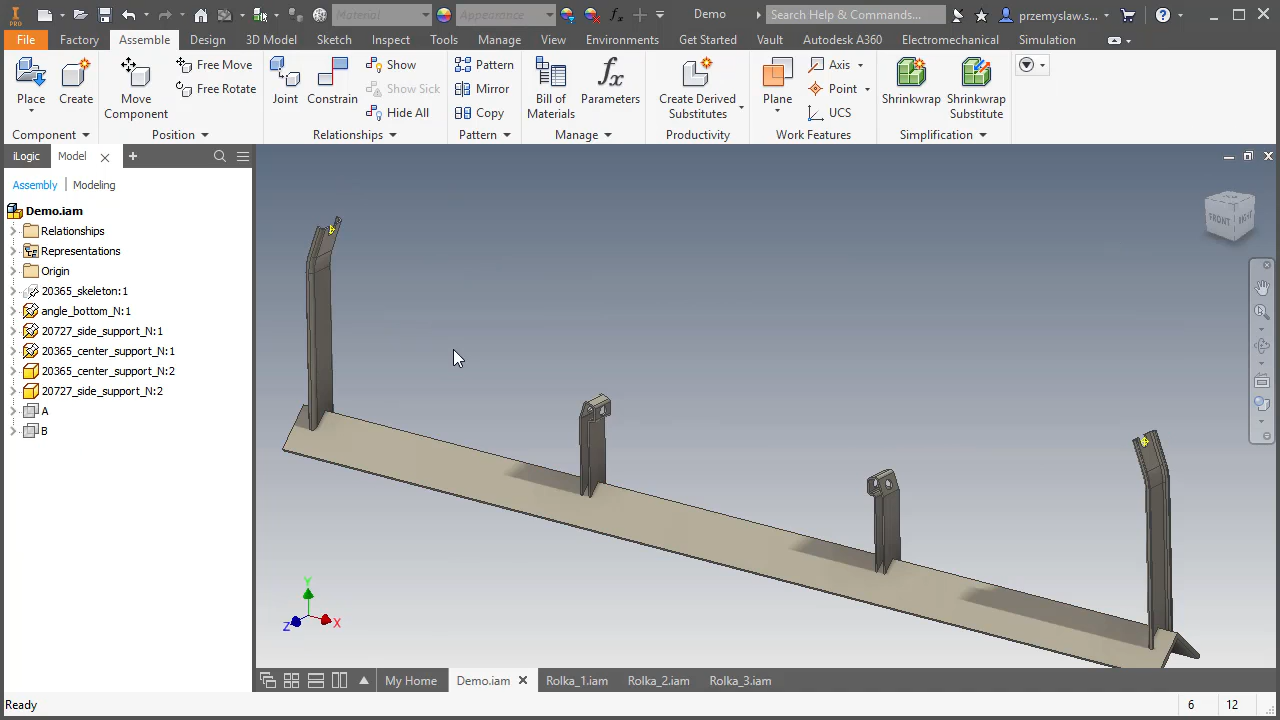 PRO
Material
Appearance
Demo
Search Help & Commands...
przemyslaw.s...
File
Factory
Assemble
Design
3D Model
Sketch
Inspect
Tools
Manage
View
Environments
Get Started
Vault
Autodesk A360
Electromechanical
Simulation
Place
Create
Component
Move
Component
Free Move
Free Rotate
Position
Joint
Constrain
Show
Show Sick
Hide All
Relationships
Pattern
Mirror
Copy
Pattern
Bill of
Materials
Parameters
Manage
Create Derived
Substitutes
Productivity
Plane
Axis
Point
UCS
Work Features
Shrinkwrap
Shrinkwrap
Substitute
Simplification
iLogic
Model
Assembly
Modeling
Demo.iam
Relationships
Representations
Origin
20365_skeleton:1
angle_bottom_N:1
20727_side_support_N:1
20365_center_support_N:1
20365_center_support_N:2
20727_side_support_N:2
A
B
FRONT
RIGHT
Y
Z
X
My Home
Demo.iam
Rolka_1.iam
Rolka_2.iam
Rolka_3.iam
Ready
6
12